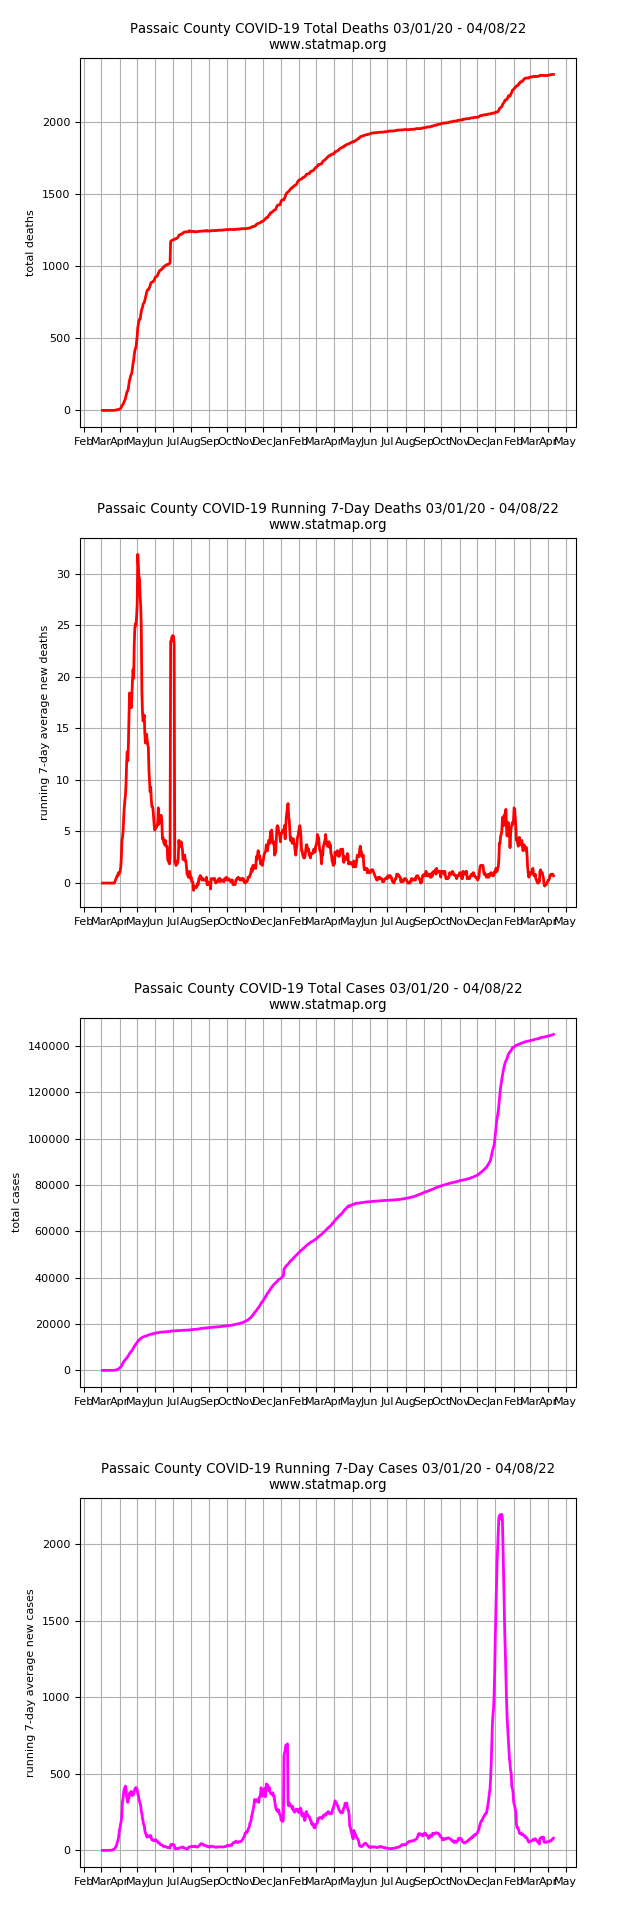 Passaic County COVID-19 Total Deaths 03/01/20 - 04/08/22
www.statmap.org
total deaths
2000
1500
1000
500
0
Feb Mar Apr May Jun Jul Aug Sep Oct Nov Dec Jan Feb Mar Apr May Jun Jul Aug Sep Oct Nov Dec Jan Feb Mar Apr May
Passaic County COVID-19 Running 7-Day Deaths 03/01/20 - 04/08/22
www.statmap.org
running 7-day average new deaths
30
25
20
15
10
5
0
Feb Mar Apr May Jun Jul Aug Sep Oct Nov Dec Jan Feb Mar Apr May Jun Jul Aug Sep Oct Nov Dec Jan Feb Mar Apr May
Passaic County COVID-19 Total Cases 03/01/20 - 04/08/22
www.statmap.org
total cases
140000
120000
100000
80000
60000
40000
20000
0
Feb Mar Apr May Jun Jul Aug Sep Oct Nov Dec Jan Feb Mar Apr May Jun Jul Aug Sep Oct Nov Dec Jan Feb Mar Apr May
Passaic County COVID-19 Running 7-Day Cases 03/01/20 - 04/08/22
www.statmap.org
running 7-day average new cases
2000
1500
1000
500
0
Feb Mar Apr May Jun Jul Aug Sep Oct Nov Dec Jan Feb Mar Apr May Jun Jul Aug Sep Oct Nov Dec Jan Feb Mar Apr May